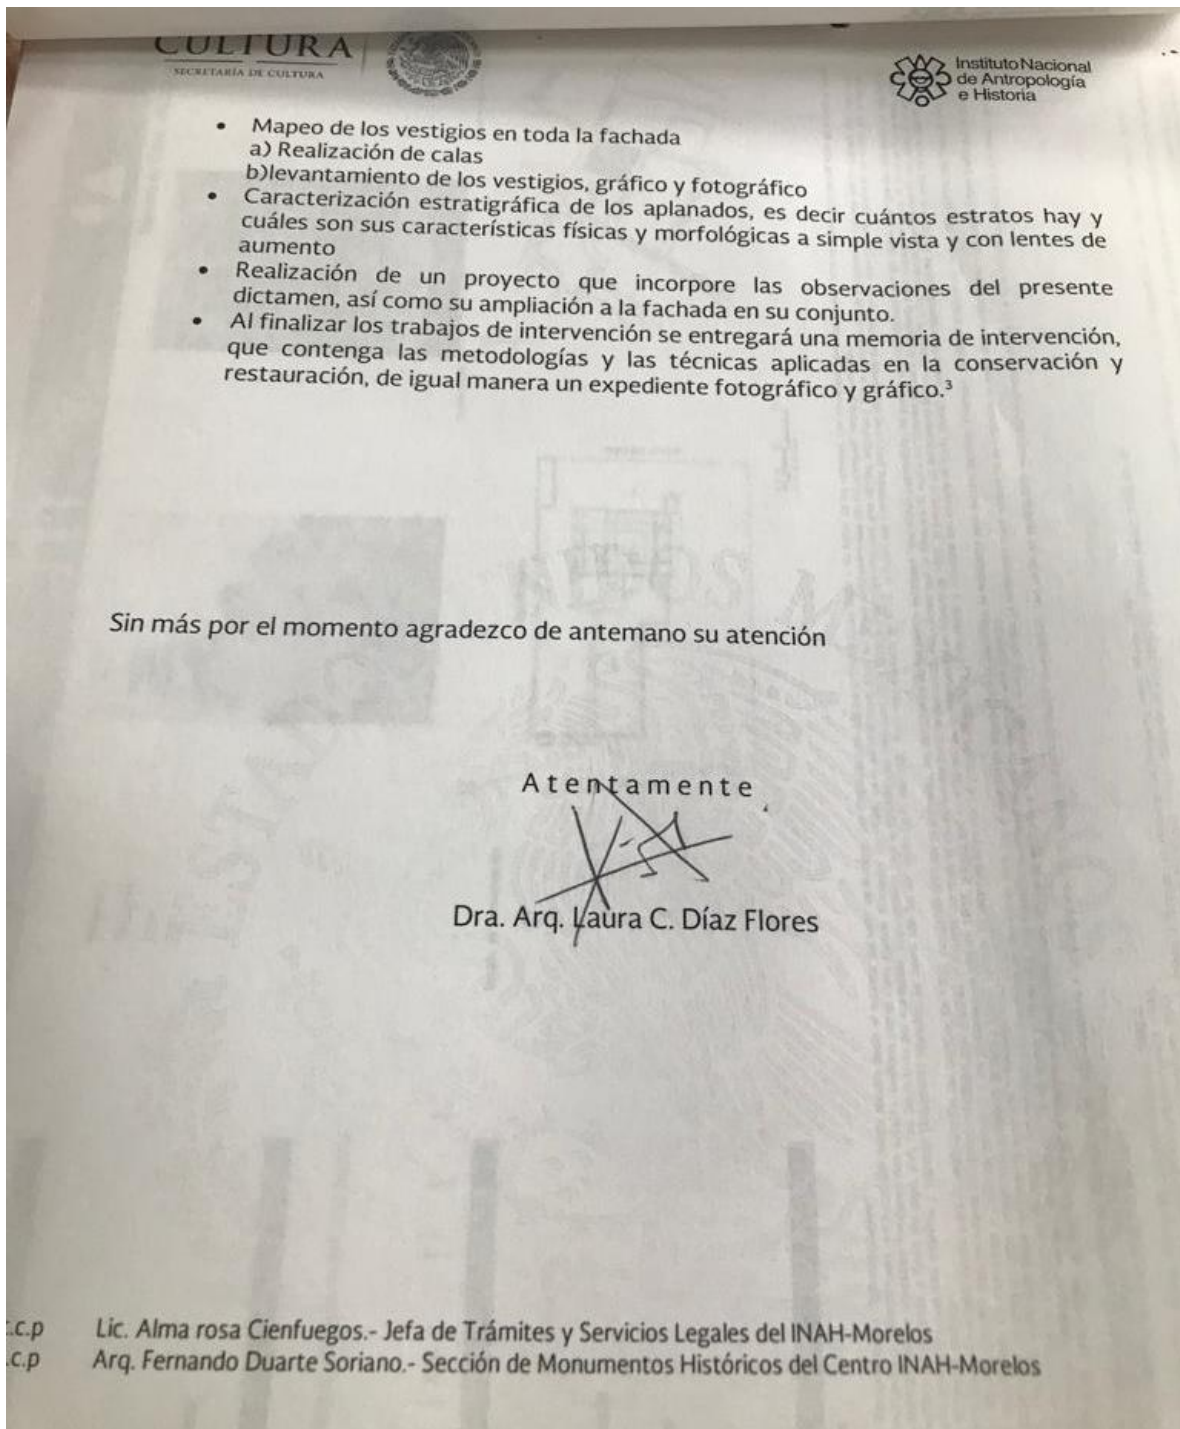 CULTURA
SECRETARÍA DE CULTURA
Instituto Nacional
de Antropología
e Historia
• Mapeo de los vestigios en toda la fachada
a) Realización de calas
b)levantamiento de los vestigios, gráfico y fotográfico
• Caracterización estratigráfica de los aplanados, es decir cuántos estratos hay y
cuáles son sus características físicas y morfológicas a simple vista y con lentes de
aumento
• Realización de un proyecto que incorpore las observaciones del presente
dictamen, así como su ampliación a la fachada en su conjunto.
• Al finalizar los trabajos de intervención se entregará una memoria de intervención,
que contenga las metodologías y las técnicas aplicadas en la conservación y
restauración, de igual manera un expediente fotográfico y gráfico.³
Sin más por el momento agradezco de antemano su atención
Atentamente
Dra. Arq. Laura C. Díaz Flores
.c.p Lic. Alma rosa Cienfuegos.- Jefa de Trámites y Servicios Legales del INAH-Morelos
.c.p Arq. Fernando Duarte Soriano.- Sección de Monumentos Históricos del Centro INAH-Morelos